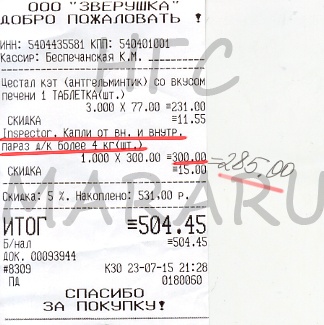 ООО "ЗВЕРУШКА"
ДОБРО ПОЖАЛОВАТЬ !
ИНН: 5404435581 КПП: 540401001
Кассир: Беспечанская К.М.
Цестал кэт (антгельминтик) со вкусом
печени 1 ТАБЛЕТКА(шт.)
3.000 X 77.00 =231.00
СКИДКА =11.55
Inspector. Капли от вн. и внутр.
параз д/к более 4 кг(шт.)
1.000 X 300.00 =300.00 =285.00
СКИДКА =15.00
Скидка: 5 %. Накоплено: 531.00 р.
ИТОГ =504.45
Б/нал =504.45
ДОК. 00093944
#8309 К30 23-07-15 21:28
ПД 0180060
СПАСИБО
ЗА ПОКУПКУ!
HFC
MARARU